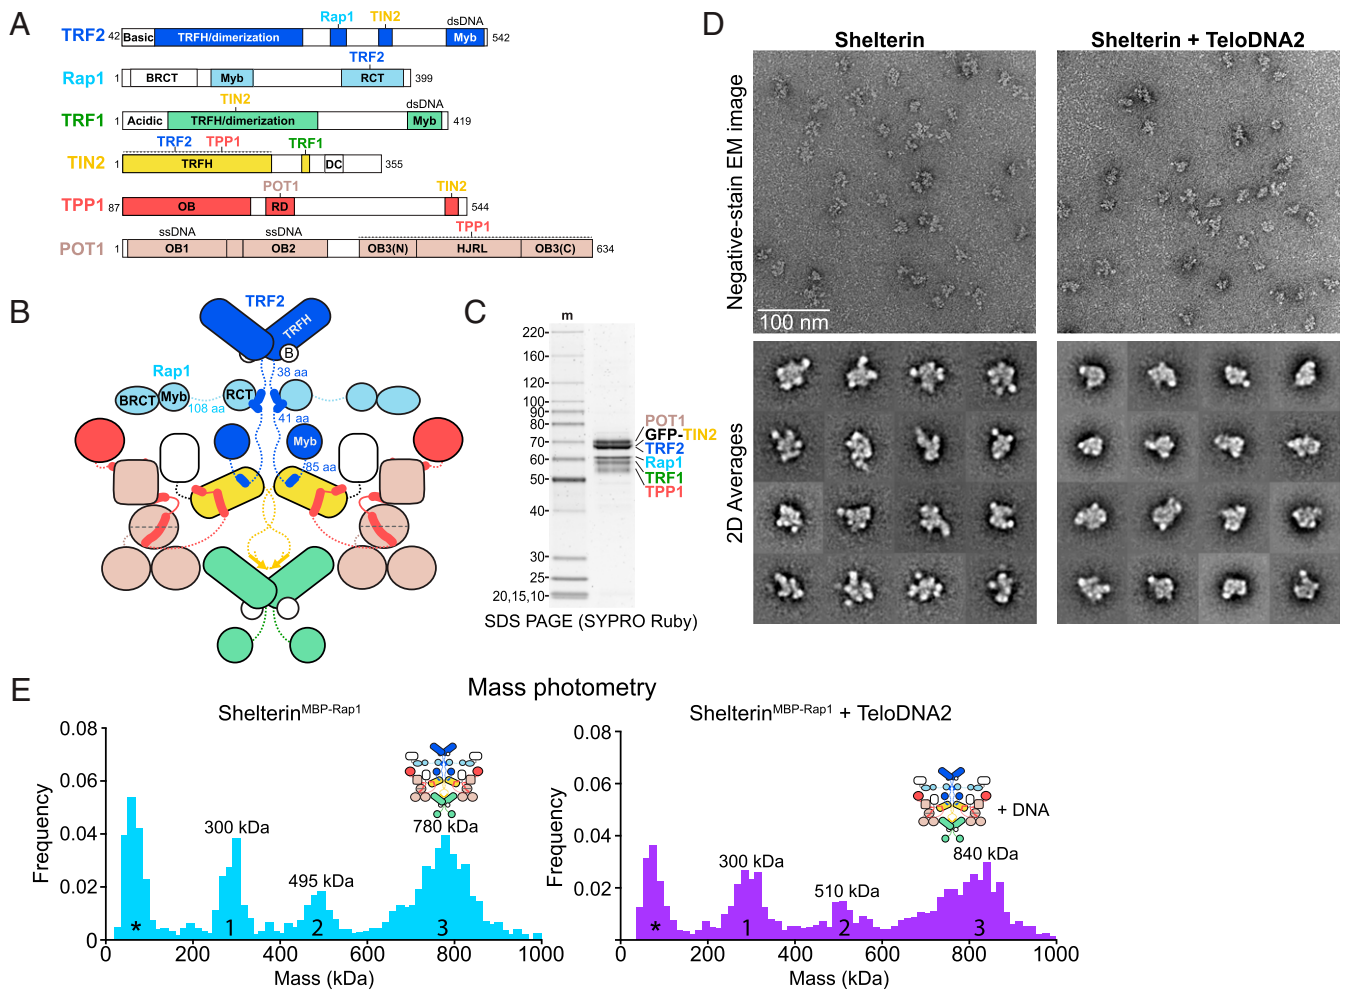 A
TRF2
42
Basic
TRFH/dimerization
Rap1
TIN2
dsDNA
Myb
542
TRF2
Rap1
1
BRCT
Myb
RCT
399
TIN2
dsDNA
TRF1
1
Acidic
TRFH/dimerization
Myb
419
TRF2
TPP1
TRF1
TIN2
1
TRFH
DC
355
POT1
TIN2
TPP1
87
OB
RD
544
ssDNA
ssDNA
TPP1
POT1
1
OB1
OB2
OB3(N)
HJRL
OB3(C)
634
B
TRF2
TRFH
B
38 aa
Rap1
BRCT
Myb
108 aa
RCT
41 aa
Myb
85 aa
C
m
220
160
120
100
90
80
70
60
50
40
30
25
20,15,10
POT1
GFP-TIN2
TRF2
Rap1
TRF1
TPP1
SDS PAGE (SYPRO Ruby)
D
Shelterin
Shelterin + TeloDNA2
Negative-stain EM image
100 nm
2D Averages
E
Mass photometry
Shelterin^MBP-Rap1
Frequency
0.08
0.06
0.04
0.02
0
300 kDa
495 kDa
780 kDa
*
1
2
3
0
200
400
600
800
1000
Mass (kDa)
Shelterin^MBP-Rap1 + TeloDNA2
Frequency
0.08
0.06
0.04
0.02
300 kDa
510 kDa
840 kDa
+ DNA
*
1
2
3
0
200
400
600
800
1000
Mass (kDa)